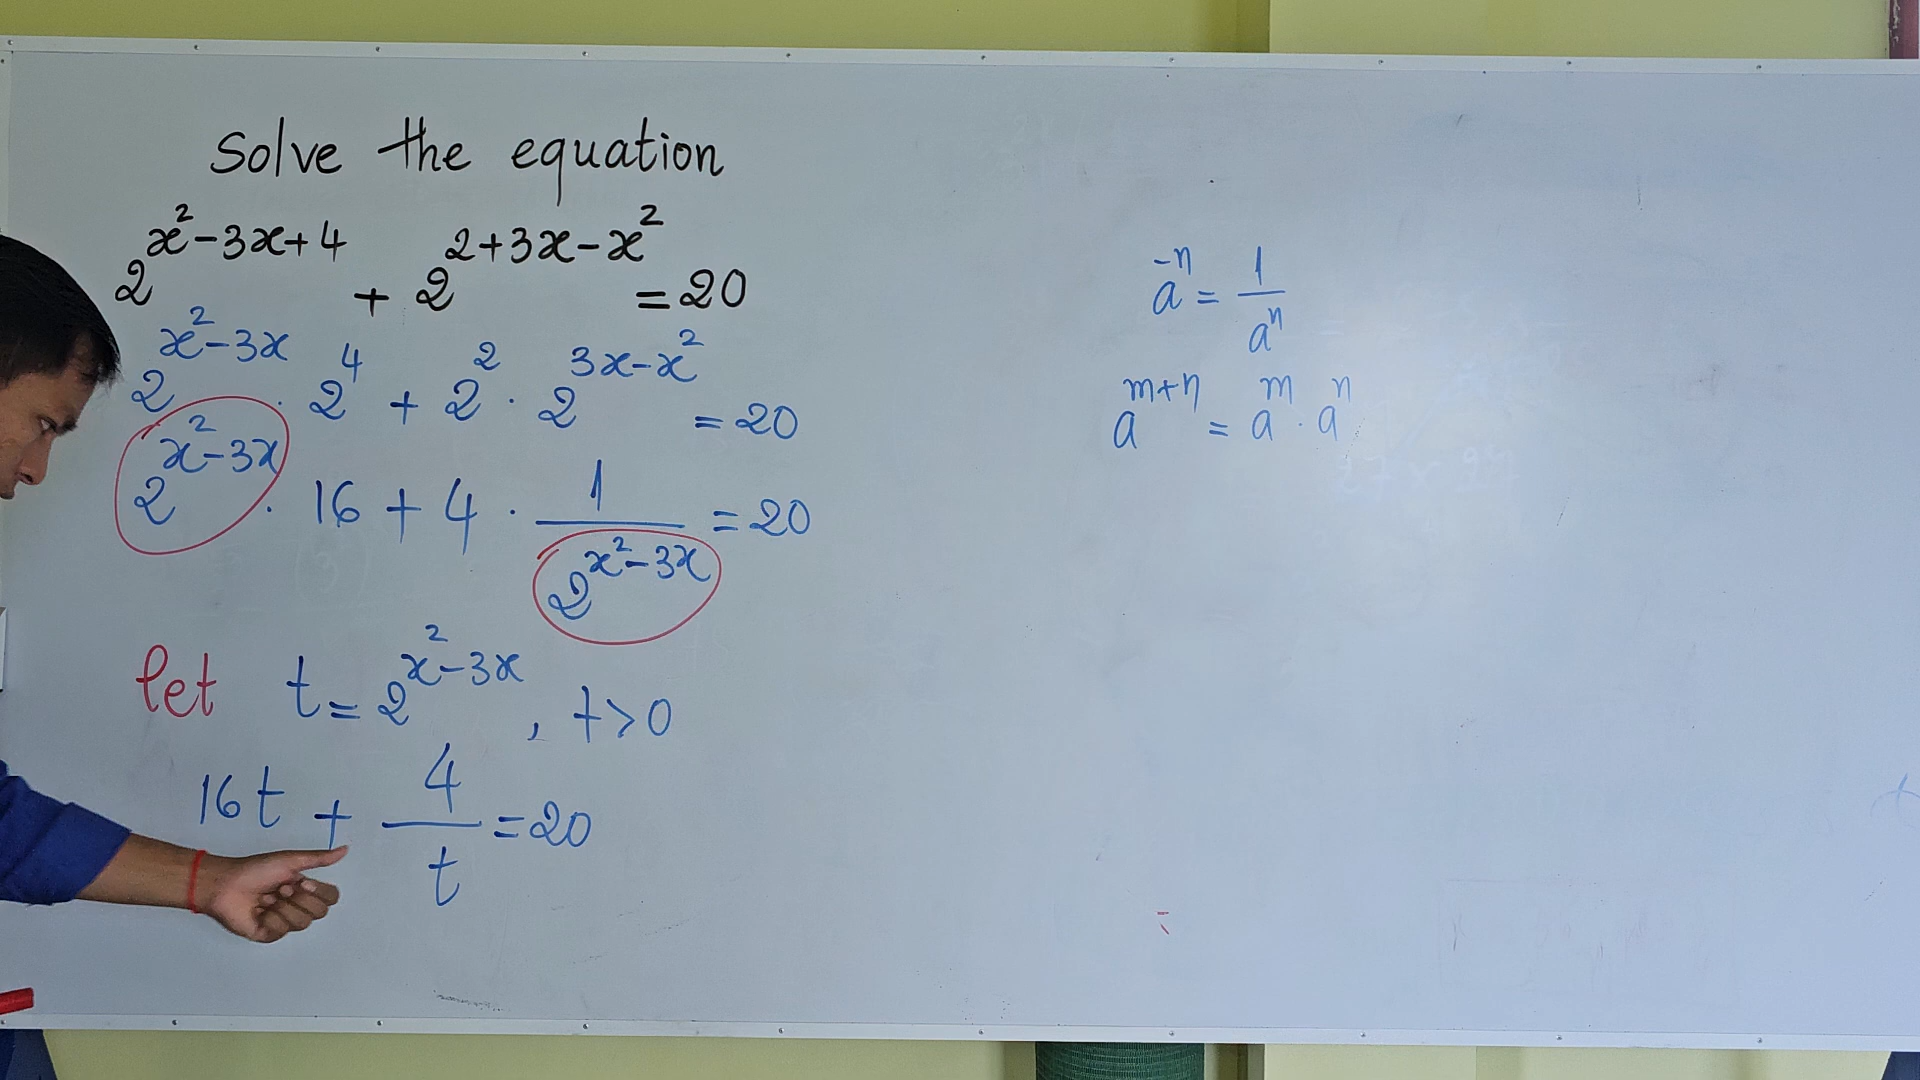 Solve the equation
2^(x²-3x+4) + 2^(2+3x-x²) = 20
2^(x²-3x) · 2⁴ + 2² · 2^(3x-x²) = 20
2^(x²-3x) · 16 + 4 · 1/2^(x²-3x) = 20
let t = 2^(x²-3x), t>0
16t + 4/t = 20
a^(-n) = 1/a^n
a^(m+n) = a^m · a^n